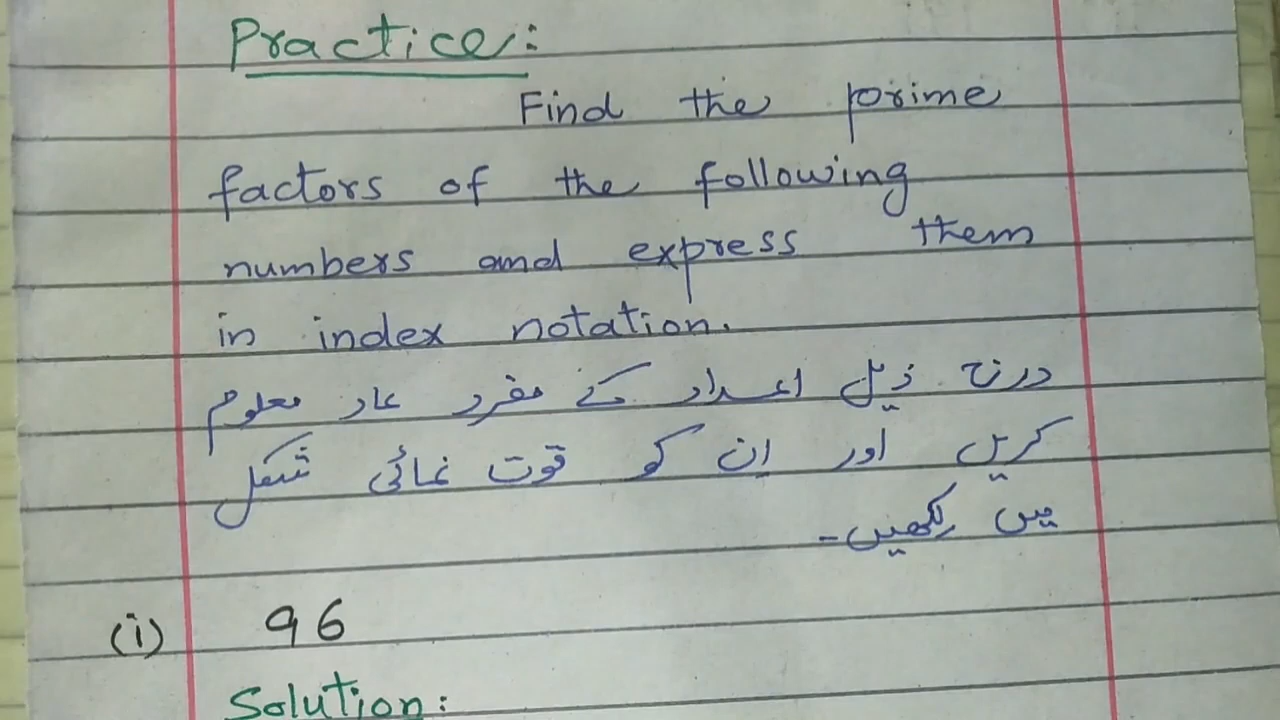 Practice:
Find the prime
factors of the following
numbers and express them
in index notation.
درج ذیل اعداد کے مفرد عاد معلوم
کریں اور ان کو قوت نمائی شکل
میں لکھیں۔
(i) 96
Solution: